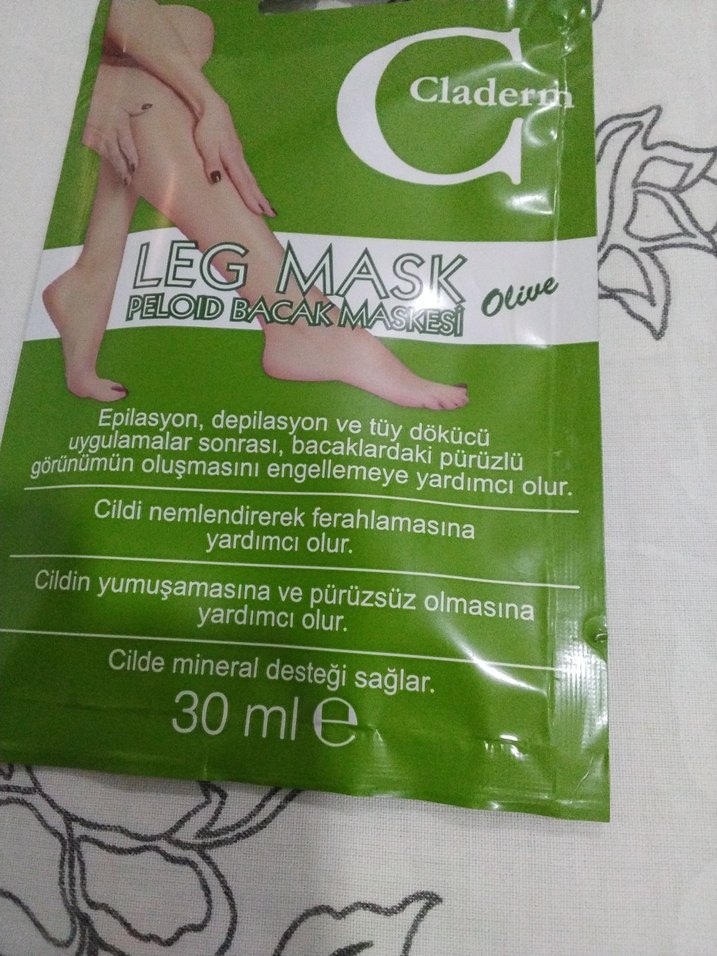 Claderm
LEG MASK
PELOID BACAK MASKESİ
Olive
Epilasyon, depilasyon ve tüy dökücü
uygulamalar sonrası, bacaklardaki pürüzlü
görünümün oluşmasını engellemeye yardımcı olur.
Cildi nemlendirerek ferahlamasına
yardımcı olur.
Cildin yumuşamasına ve pürüzsüz olmasına
yardımcı olur.
Cilde mineral desteği sağlar.
30 ml ℮